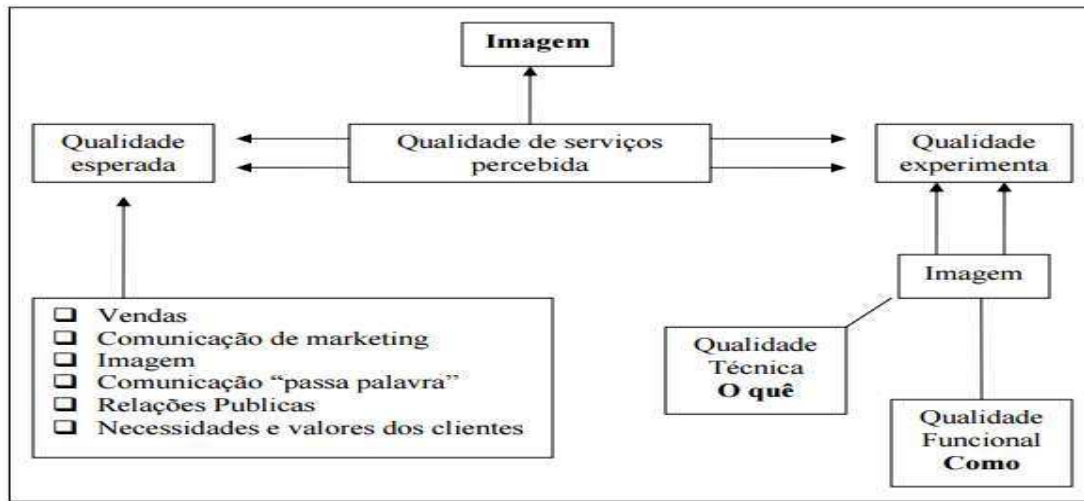 Imagem
Qualidade
esperada
Qualidade de serviços
percebida
Qualidade
experimenta
Imagem
Vendas
Comunicação de marketing
Imagem
Comunicação “passa palavra”
Relações Publicas
Necessidades e valores dos clientes
Qualidade
Técnica
O quê
Qualidade
Funcional
Como